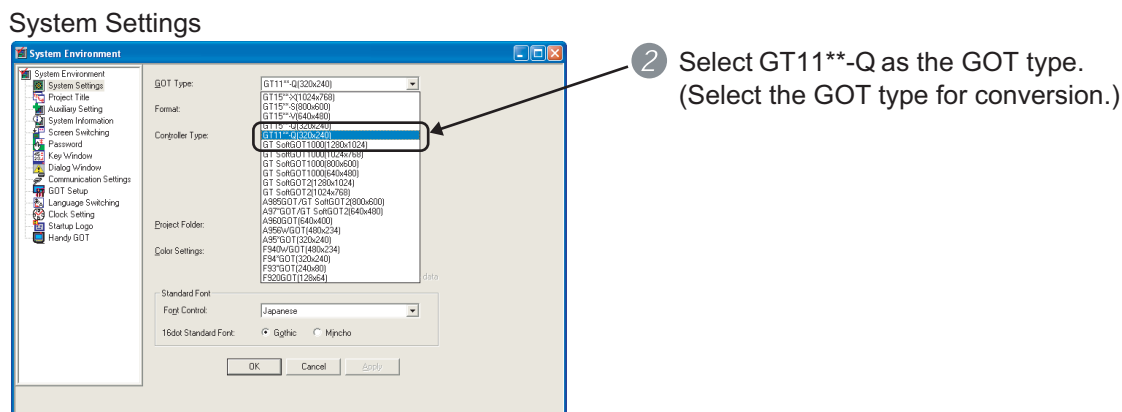 System Settings
System Environment
System Environment
System Settings
Project Title
Auxiliary Setting
System Information
Screen Switching
Password
Key Window
Dialog Window
Communication Settings
GOT Setup
Language Switching
Clock Setting
Startup Logo
Handy GOT
GOT Type:
GT11**-Q(320x240)
Format:
Controller Type:
GT15**-X(1024x768)
GT15**-S(800x600)
GT15**-V(640x480)
GT15**-Q(320x240)
GT11**-Q(320x240)
GT SoftGOT1000(1280x1024)
GT SoftGOT1000(1024x768)
GT SoftGOT1000(800x600)
GT SoftGOT1000(640x480)
GT SoftGOT2(1280x1024)
GT SoftGOT2(1024x768)
A985GOT/GT SoftGOT2(800x600)
A97*GOT/GT SoftGOT2(640x480)
A960GOT(640x400)
A956WGOT(480x234)
A95*GOT(320x240)
F940WGOT(480x234)
F94*GOT(320x240)
F93*GOT(240x80)
F920GOT(128x64)
Project Folder:
Color Settings:
data
Standard Font
Font Control:
Japanese
16dot Standard Font:
Gothic
Mincho
OK
Cancel
Apply
2 Select GT11**-Q as the GOT type.
(Select the GOT type for conversion.)